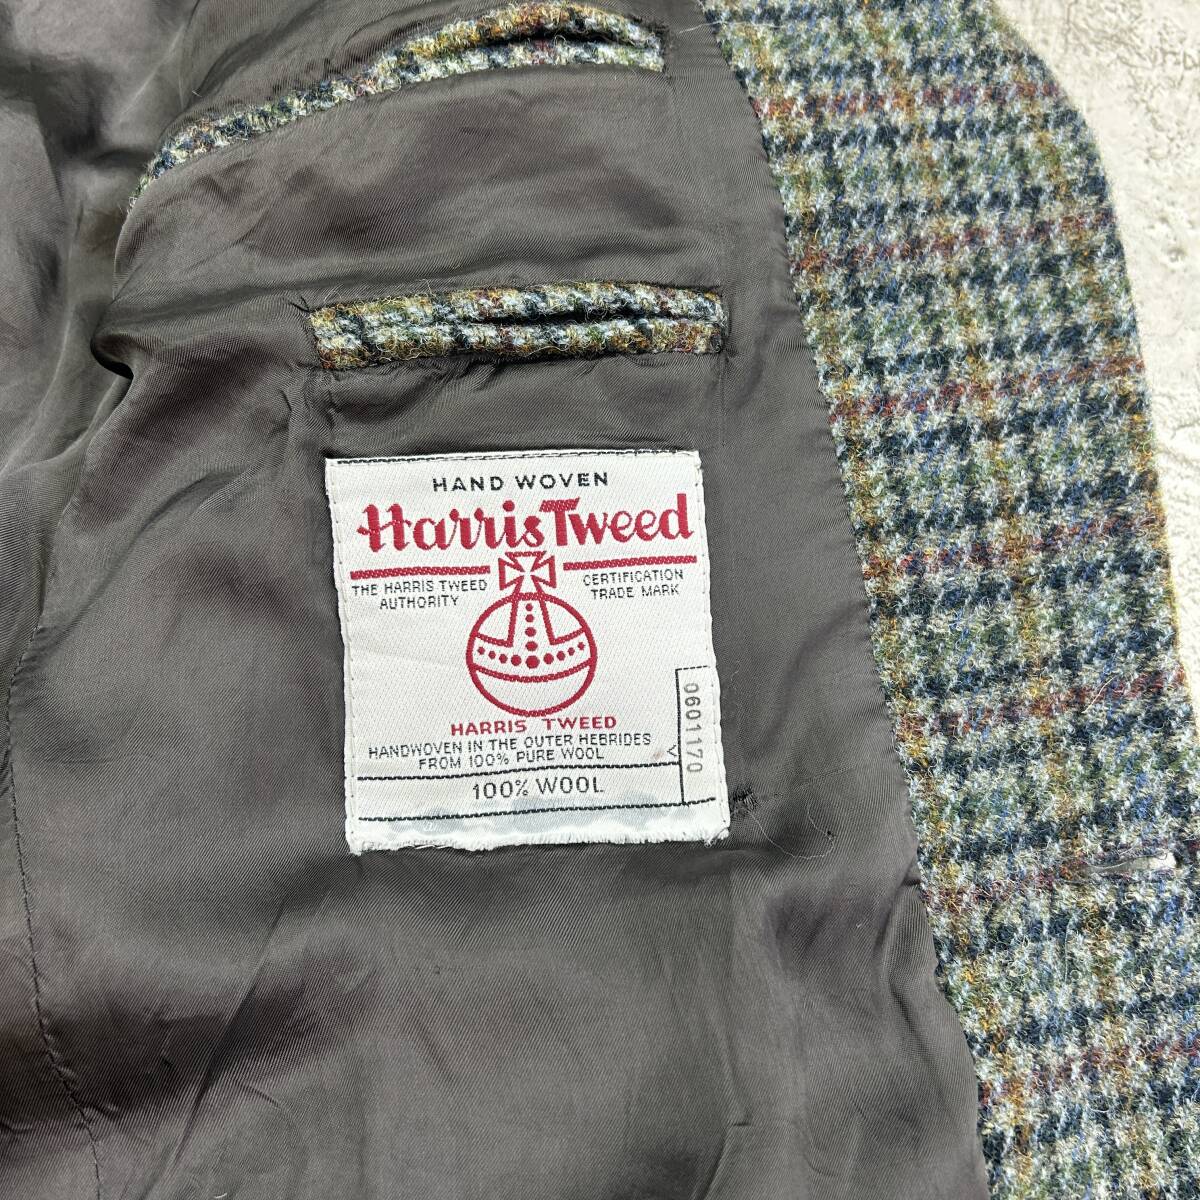 HAND WOVEN
Harris Tweed
THE HARRIS TWEED
AUTHORITY
CERTIFICATION
TRADE MARK
HARRIS TWEED
HANDWOVEN IN THE OUTER HEBRIDES
FROM 100% PURE WOOL
100% WOOL
0601170